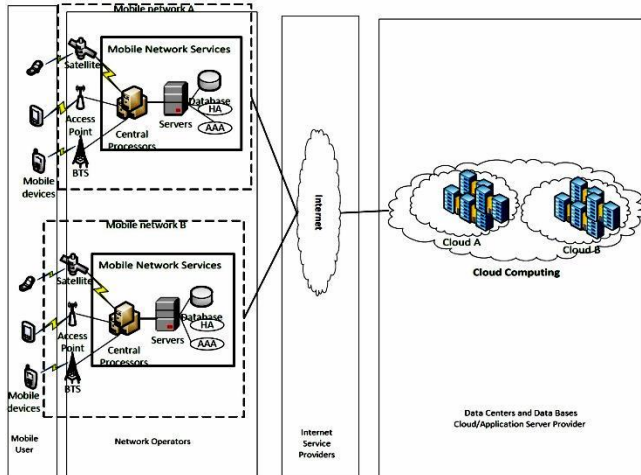 Mobile network A
Mobile Network Services
Satellite
Database
HA
AAA
Access
Point
Central
Processors
Servers
BTS
Mobile
devices
Mobile network B
Mobile Network Services
Satellite
Database
HA
AAA
Access
Point
Central
Processors
Servers
BTS
Mobile
devices
Internet
Cloud A
Cloud B
Cloud Computing
Mobile
User
Network Operators
Internet
Service
Providers
Data Centers and Data Bases
Cloud/Application Server Provider